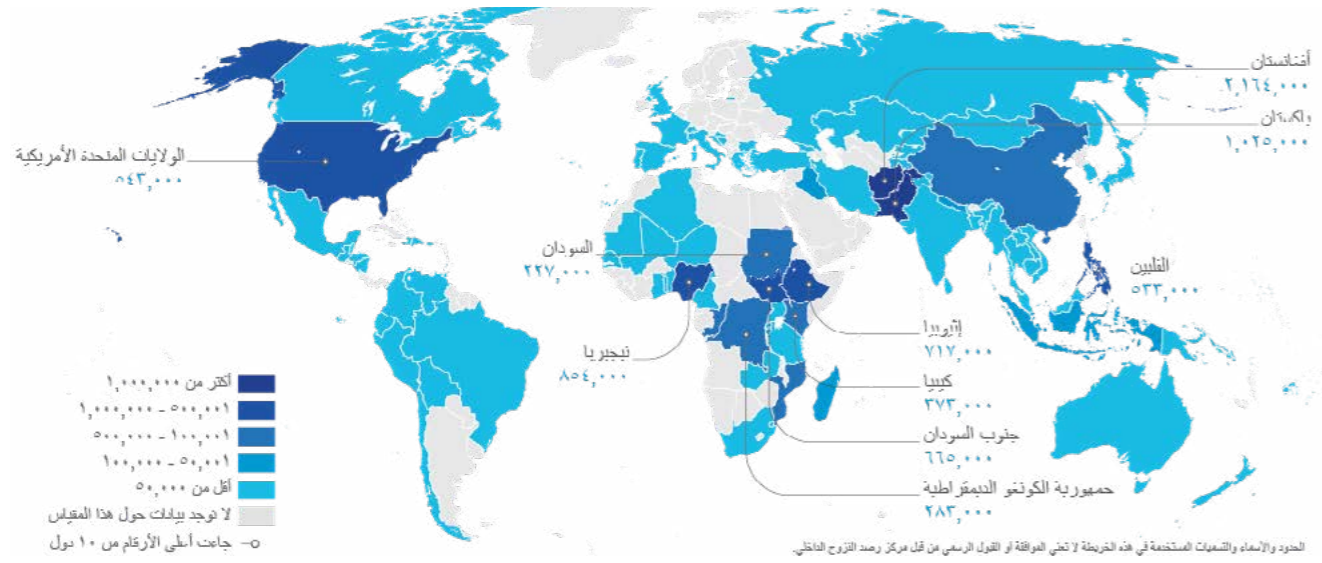 أفغانستان
٢,١٦٤,٠٠٠
باكستان
١,٠٢٥,٠٠٠
الولايات المتحدة الأمريكية
٥٤٣,٠٠٠
السودان
٢٢٧,٠٠٠
الفلبين
٥٣٣,٠٠٠
إثيوبيا
٧١٧,٠٠٠
نيجيريا
٨٥٤,٠٠٠
كينيا
٣٧٣,٠٠٠
جنوب السودان
٦٦٥,٠٠٠
جمهورية الكونغو الديمقراطية
٢٨٣,٠٠٠
أكثر من ١,٠٠٠,٠٠٠
٥٠٠,٠٠١ - ١,٠٠٠,٠٠٠
١٠٠,٠٠١ - ٥٠٠,٠٠٠
٥٠,٠٠١ - ١٠٠,٠٠٠
أقل من ٥٠,٠٠٠
لا توجد بيانات حول هذا المقياس
جاءت أعلى الأرقام من ١٠ دول
الحدود والأسماء والتسميات المستخدمة في هذه الخريطة لا تعني الموافقة او القبول الرسمي من قبل مركز رصد النزوح الداخلي.